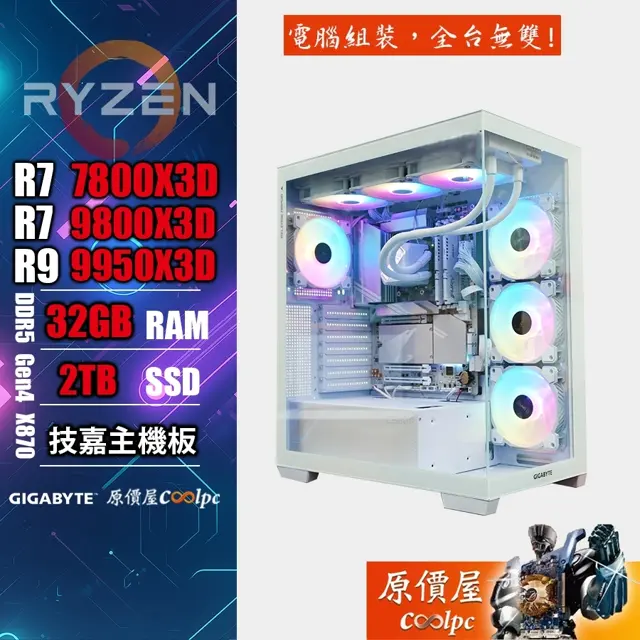 電腦組裝，全台無雙!
RYZEN
R7 7800X3D
R7 9800X3D
R9 9950X3D
DDR5 32GB RAM
Gen4 2TB SSD
X870 技嘉主機板
GIGABYTE™ 原價屋coolpc
GIGABYTE
原價屋
coolpc